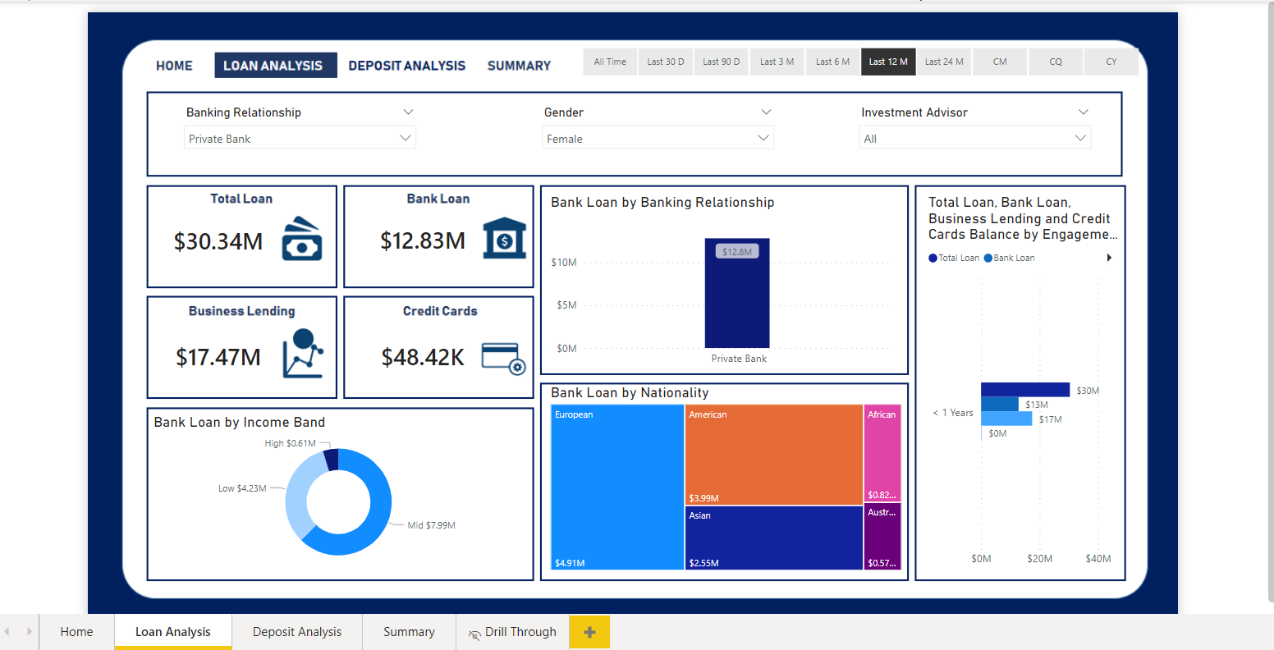 HOME LOAN ANALYSIS DEPOSIT ANALYSIS SUMMARY
All Time Last 30 D Last 90 D Last 3 M Last 6 M Last 12 M Last 24 M CM CQ CY
Banking Relationship
Private Bank
Gender
Female
Investment Advisor
All
Total Loan
$30.34M
Bank Loan
$12.83M
Business Lending
$17.47M
Credit Cards
$48.42K
Bank Loan by Income Band
High $0.61M
Low $4.23M
Mid $7.99M
Bank Loan by Banking Relationship
$12.8M
$10M
$5M
$0M
Private Bank
Bank Loan by Nationality
European
$4.91M
American
$3.99M
Asian
$2.55M
African
$0.82...
Austr...
$0.57...
Total Loan, Bank Loan,
Business Lending and Credit
Cards Balance by Engageme...
Total Loan Bank Loan
< 1 Years
$30M
$13M
$17M
$0M
$0M $20M $40M
Home Loan Analysis Deposit Analysis Summary Drill Through